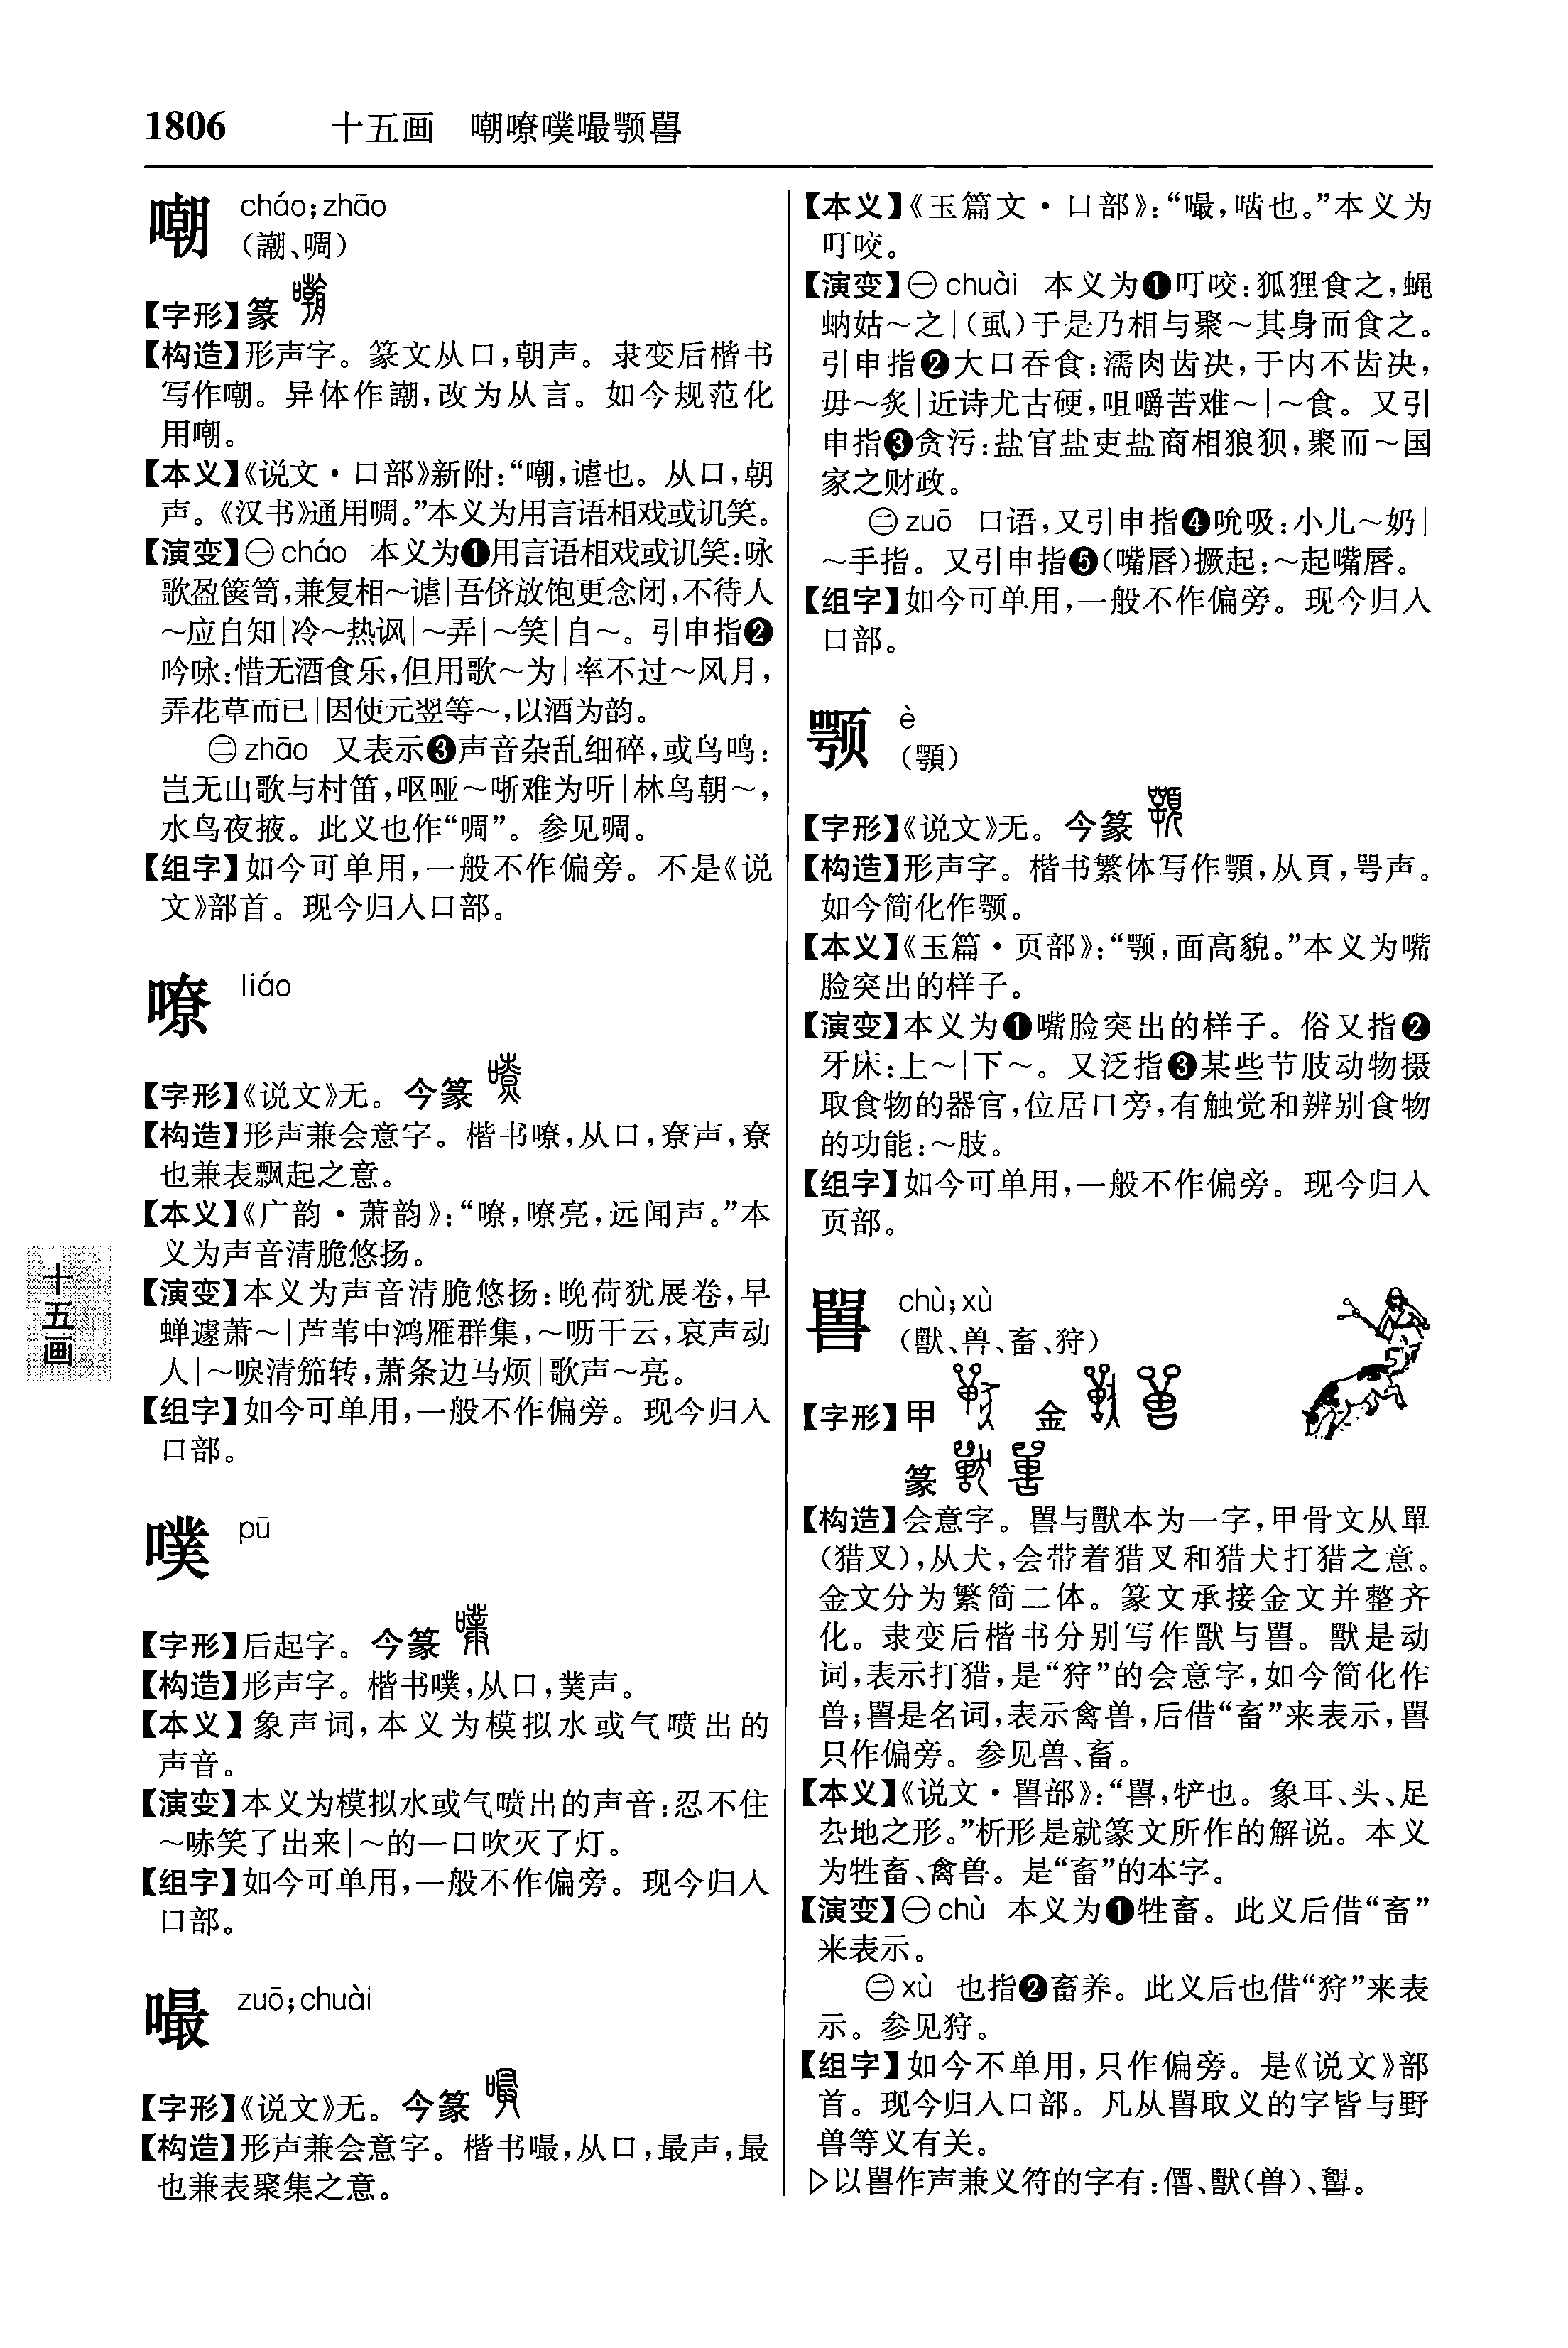 1806 十五画 嘲嘹噗嘬颚嘼
嘲 cháo;zhāo
(謿、啁)
【字形】篆
【构造】形声字。篆文从口,朝声。隶变后楷书
写作嘲。异体作謿,改为从言。如今规范化
用嘲。
【本义】《说文·口部》新附:“嘲,谑也。从口,朝
声。《汉书》通用啁。”本义为用言语相戏或讥笑。
【演变】㊀cháo 本义为❶用言语相戏或讥笑:咏
歌盈箧笥,兼复相~谑|吾侪放饱更念闭,不待人
~应自知|冷~热讽|~弄|~笑|自~。引申指❷
吟咏:惜无酒食乐,但用歌~为|率不过~风月,
弄花草而已|因使元翌等~,以酒为韵。
㊁zhāo 又表示❸声音杂乱细碎,或鸟鸣:
岂无山歌与村笛,呕哑~哳难为听|林鸟朝~,
水鸟夜掖。此义也作“啁”。参见啁。
【组字】如今可单用,一般不作偏旁。不是《说
文》部首。现今归入口部。
嘹 liáo
【字形】《说文》无。今篆
【构造】形声兼会意字。楷书嘹,从口,尞声,尞
也兼表飘起之意。
【本义】《广韵·萧韵》:“嘹,嘹亮,远闻声。”本
义为声音清脆悠扬。
【演变】本义为声音清脆悠扬:晚荷犹展卷,早
蝉遽萧~|芦苇中鸿雁群集,~呖干云,哀声动
人|~唳清笳转,萧条边马烦|歌声~亮。
【组字】如今可单用,一般不作偏旁。现今归入
口部。
噗 pū
【字形】后起字。今篆
【构造】形声字。楷书噗,从口,菐声。
【本义】象声词,本义为模拟水或气喷出的
声音。
【演变】本义为模拟水或气喷出的声音:忍不住
~哧笑了出来|~的一口吹灭了灯。
【组字】如今可单用,一般不作偏旁。现今归入
口部。
嘬 zuō;chuài
【字形】《说文》无。今篆
【构造】形声兼会意字。楷书嘬,从口,最声,最
也兼表聚集之意。
【本义】《玉篇文·口部》:“嘬,啮也。”本义为
叮咬。
【演变】㊀chuài 本义为❶叮咬:狐狸食之,蝇
蚋姑~之|(虱)于是乃相与聚~其身而食之。
引申指❷大口吞食:濡肉齿决,于内不齿决,
毋~炙|近诗尤古硬,咀嚼苦难~|~食。又引
申指❸贪污:盐官盐吏盐商相狼狈,聚而~国
家之财政。
㊁zuō 口语,又引申指❹吮吸:小儿~奶|
~手指。又引申指❺(嘴唇)撅起:~起嘴唇。
【组字】如今可单用,一般不作偏旁。现今归入
口部。
颚 è
(顎)
【字形】《说文》无。今篆
【构造】形声字。楷书繁体写作顎,从頁,咢声。
如今简化作颚。
【本义】《玉篇·页部》:“颚,面高貌。”本义为嘴
脸突出的样子。
【演变】本义为❶嘴脸突出的样子。俗又指❷
牙床:上~|下~。又泛指❸某些节肢动物摄
取食物的器官,位居口旁,有触觉和辨别食物
的功能:~肢。
【组字】如今可单用,一般不作偏旁。现今归入
页部。
嘼 chù;xù
(獸、兽、畜、狩)
【字形】甲 金
篆
【构造】会意字。嘼与獸本为一字,甲骨文从單
(猎叉),从犬,会带着猎叉和猎犬打猎之意。
金文分为繁简二体。篆文承接金文并整齐
化。隶变后楷书分别写作獸与嘼。獸是动
词,表示打猎,是“狩”的会意字,如今简化作
兽;嘼是名词,表示禽兽,后借“畜”来表示,嘼
只作偏旁。参见兽、畜。
【本义】《说文·嘼部》:“嘼,㹌也。象耳、头、足
厹地之形。”析形是就篆文所作的解说。本义
为牲畜、禽兽。是“畜”的本字。
【演变】㊀chù 本义为❶牲畜。此义后借“畜”
来表示。
㊁xù 也指❷畜养。此义后也借“狩”来表
示。参见狩。
【组字】如今不单用,只作偏旁。是《说文》部
首。现今归入口部。凡从嘼取义的字皆与野
兽等义有关。
▷以嘼作声兼义符的字有:㑾、獸(兽)、。
十五画